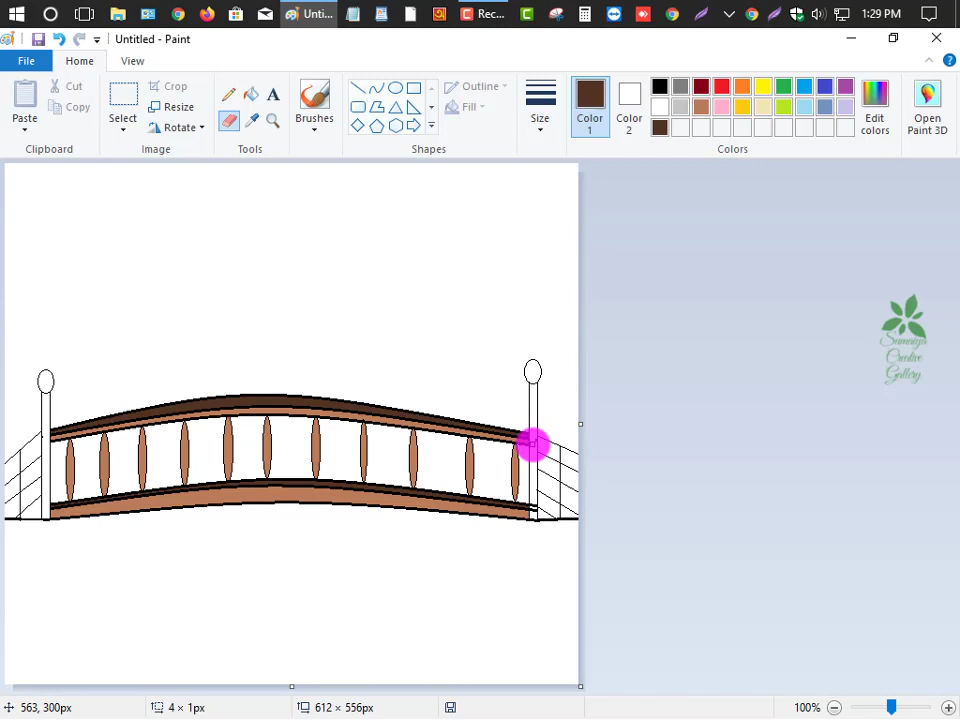 Unti...
Rec...
1:29 PM
Untitled - Paint
File
Home
View
Paste
Cut
Copy
Clipboard
Select
Crop
Resize
Rotate
Image
A
Tools
Brushes
Outline
Fill
Shapes
Size
Color 1
Color 2
Edit colors
Colors
Open Paint 3D
Sumaiya
Creative
Gallery
563, 300px
4 × 1px
612 × 556px
100%